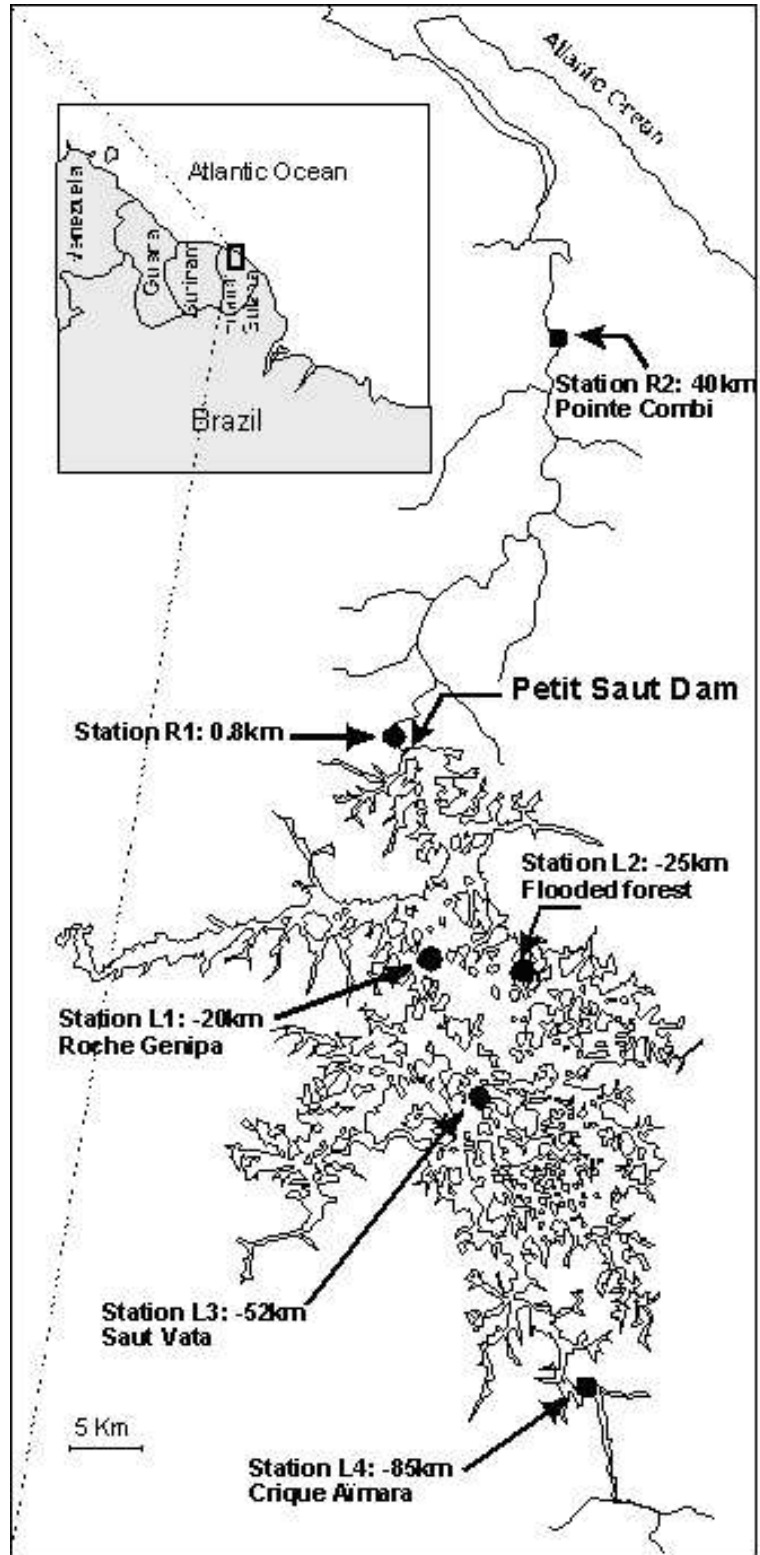 Atlantic Ocean
Atlantic Ocean
Venezuela
Guiana
Surinam
Brazil
Station R2: 40km
Pointe Combi
Petit Saut Dam
Station R1: 0.8km
Station L2: -25km
Flooded forest
Station L1: -20km
Roche Genipa
Station L3: -52km
Saut Vata
5 Km
Station L4: -85km
Crique Aïmara